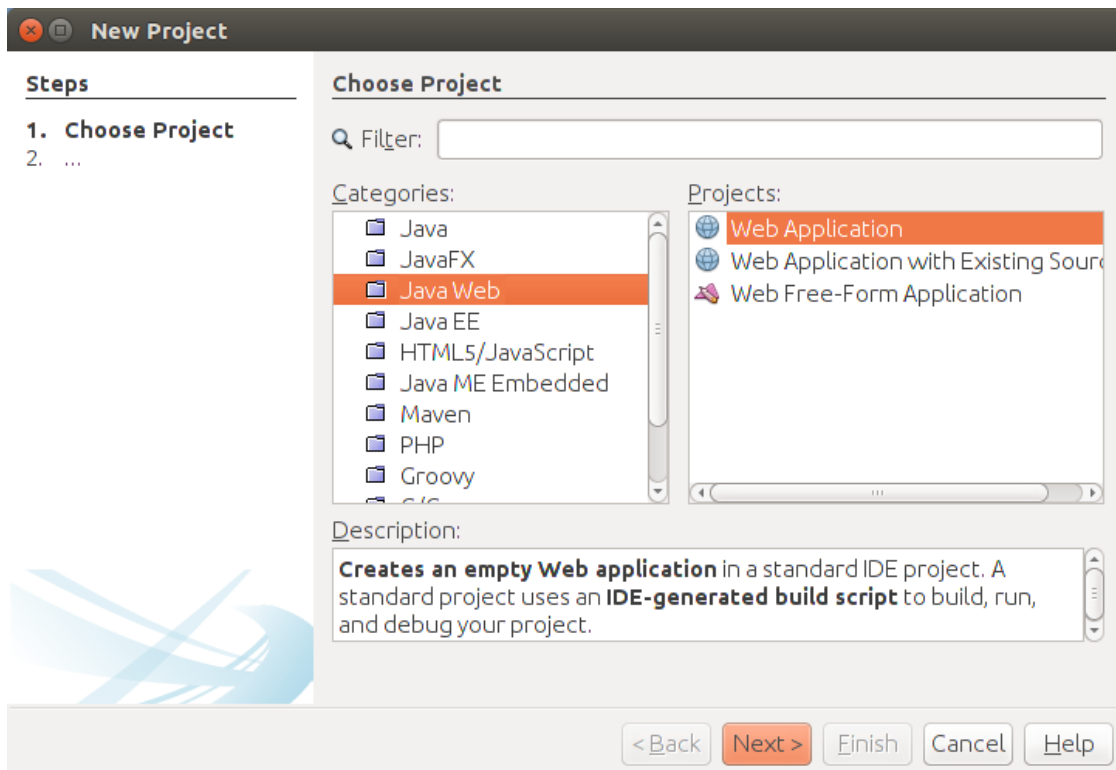 New Project
Steps
1. Choose Project
2. ...
Choose Project
Filter:
Categories:
Java
JavaFX
Java Web
Java EE
HTML5/JavaScript
Java ME Embedded
Maven
PHP
Groovy
Projects:
Web Application
Web Application with Existing
Web Free-Form Application
Description:
Creates an empty Web application in a standard IDE project. A
standard project uses an IDE-generated build script to build, run,
and debug your project.
< Back
Next >
Finish
Cancel
Help